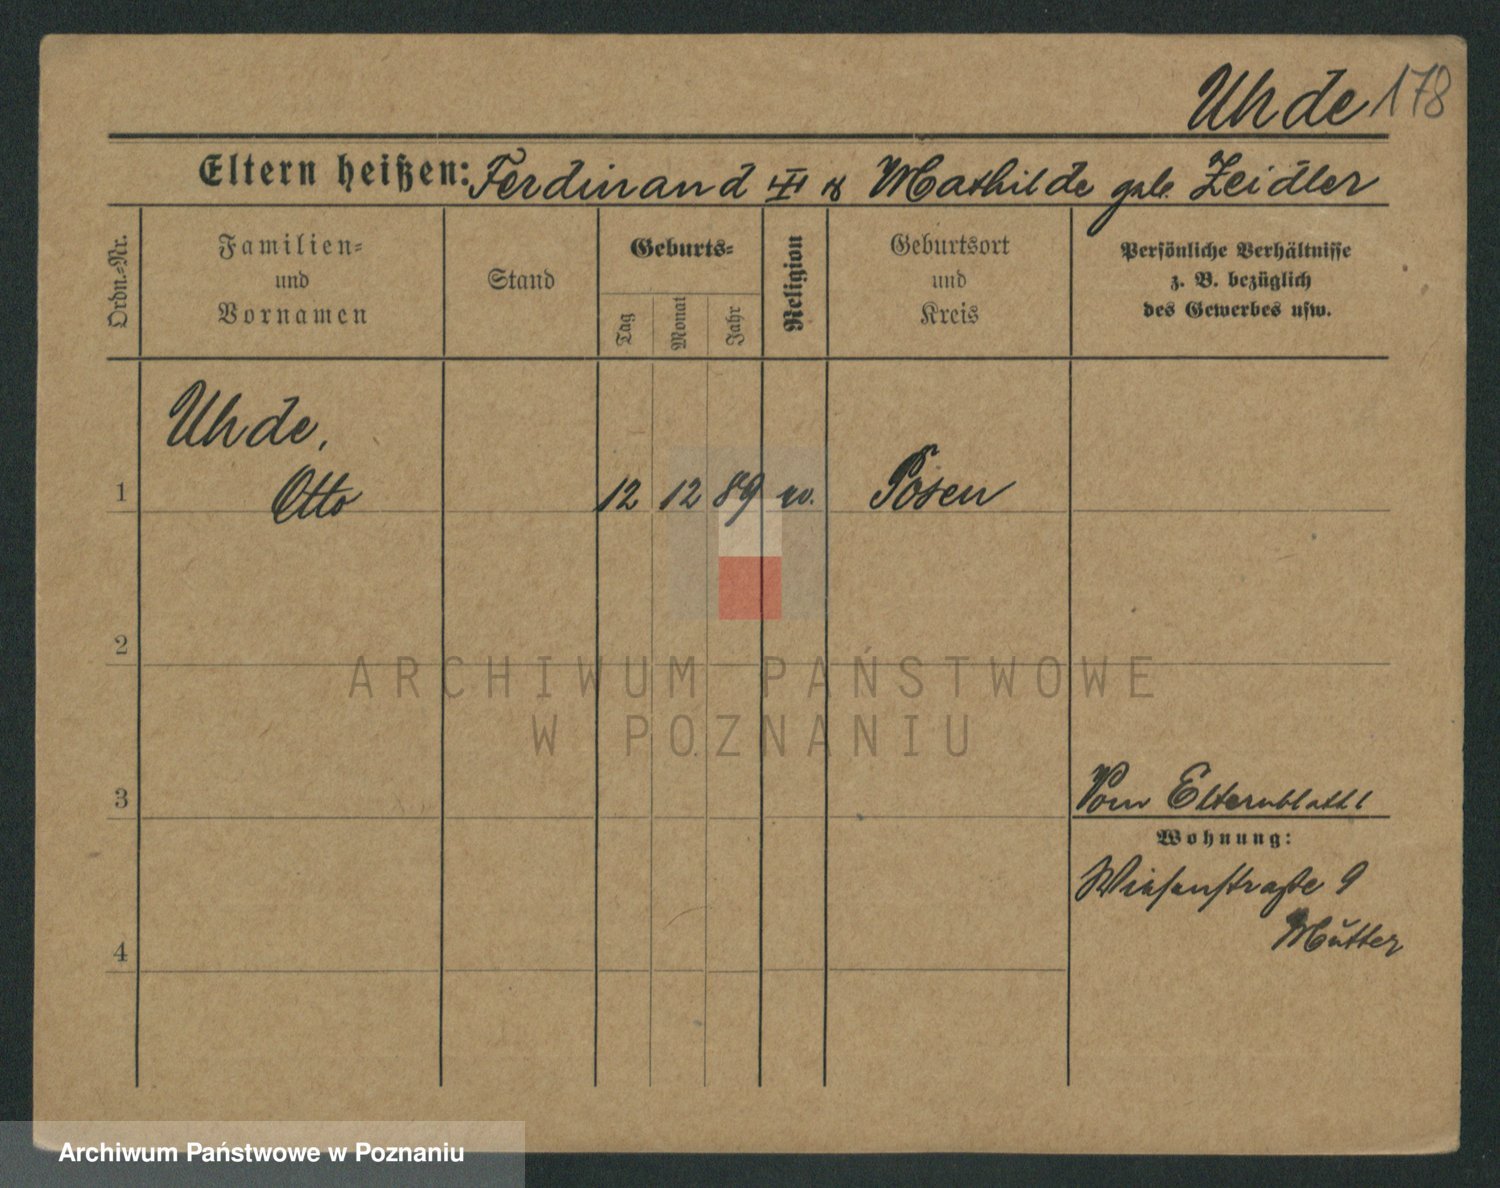 Uhde 178
Eltern heißen: Ferdinand III & Mathilde geb. Zeidler
Ordn.=Nr.
Familien=
und
Vornamen
Stand
Geburts=
Tag
Monat
Jahr
Religion
Geburtsort
und
Kreis
Persönliche Verhältnisse
z. B. bezüglich
des Gewerbes usw.
Uhde,
1 Otto 12 12 89 ev. Posen
2
ARCHIWUM PAŃSTWOWE
W POZNANIU
3 Vom Elternblatt 1
Wohnung:
Wiesenstraße 9
Mutter
4
Archiwum Państwowe w Poznaniu